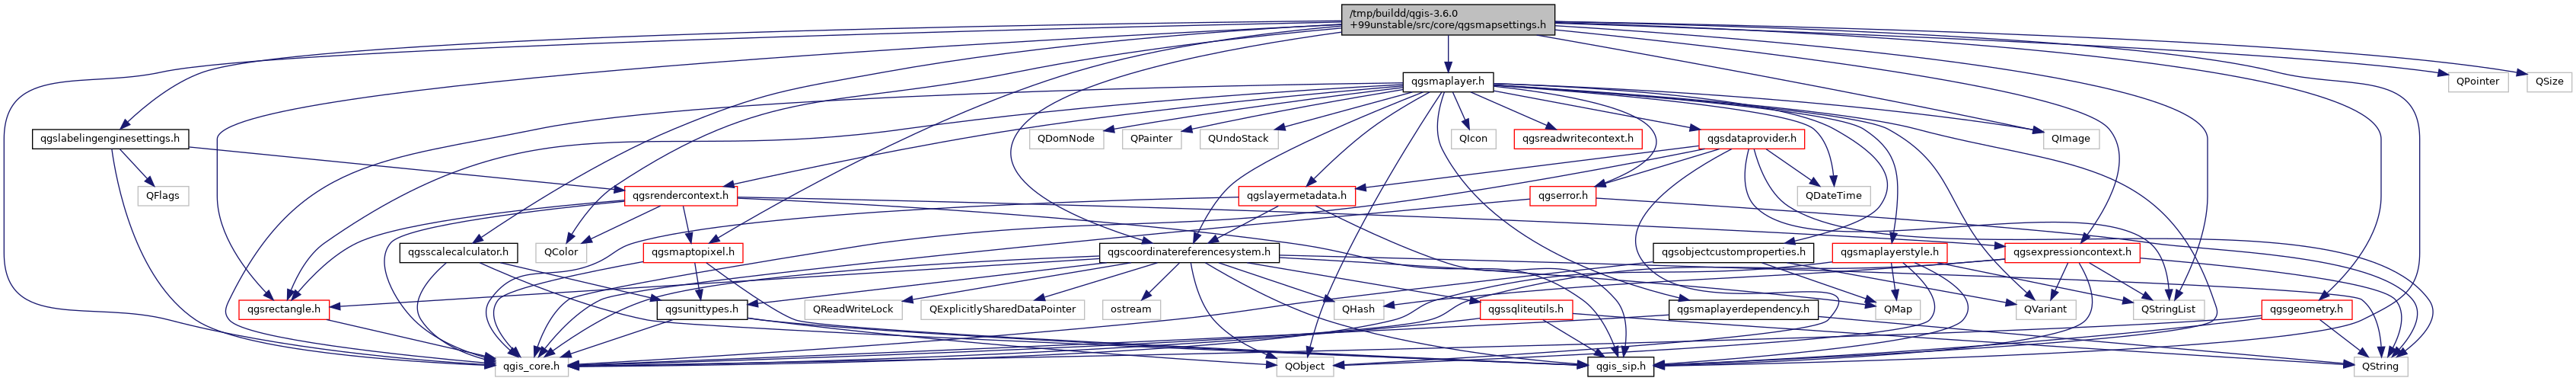 /tmp/buildd/qgis-3.6.0
+99unstable/src/core/qgsmapsettings.h
qgsmaplayer.h
QPointer
QSize
qgslabelingenginesettings.h
QDomNode
QPainter
QUndoStack
QIcon
qgsreadwritecontext.h
qgsdataprovider.h
QImage
QFlags
qgsrendercontext.h
qgslayermetadata.h
qgserror.h
QDateTime
qgsscalecalculator.h
QColor
qgsmaptopixel.h
qgscoordinatereferencesystem.h
qgsobjectcustomproperties.h
qgsmaplayerstyle.h
qgsexpressioncontext.h
qgsrectangle.h
qgsunittypes.h
QReadWriteLock
QExplicitlySharedDataPointer
ostream
QHash
qgssqliteutils.h
qgsmaplayerdependency.h
QMap
QVariant
QStringList
qgsgeometry.h
qgis_core.h
QObject
qgis_sip.h
QString